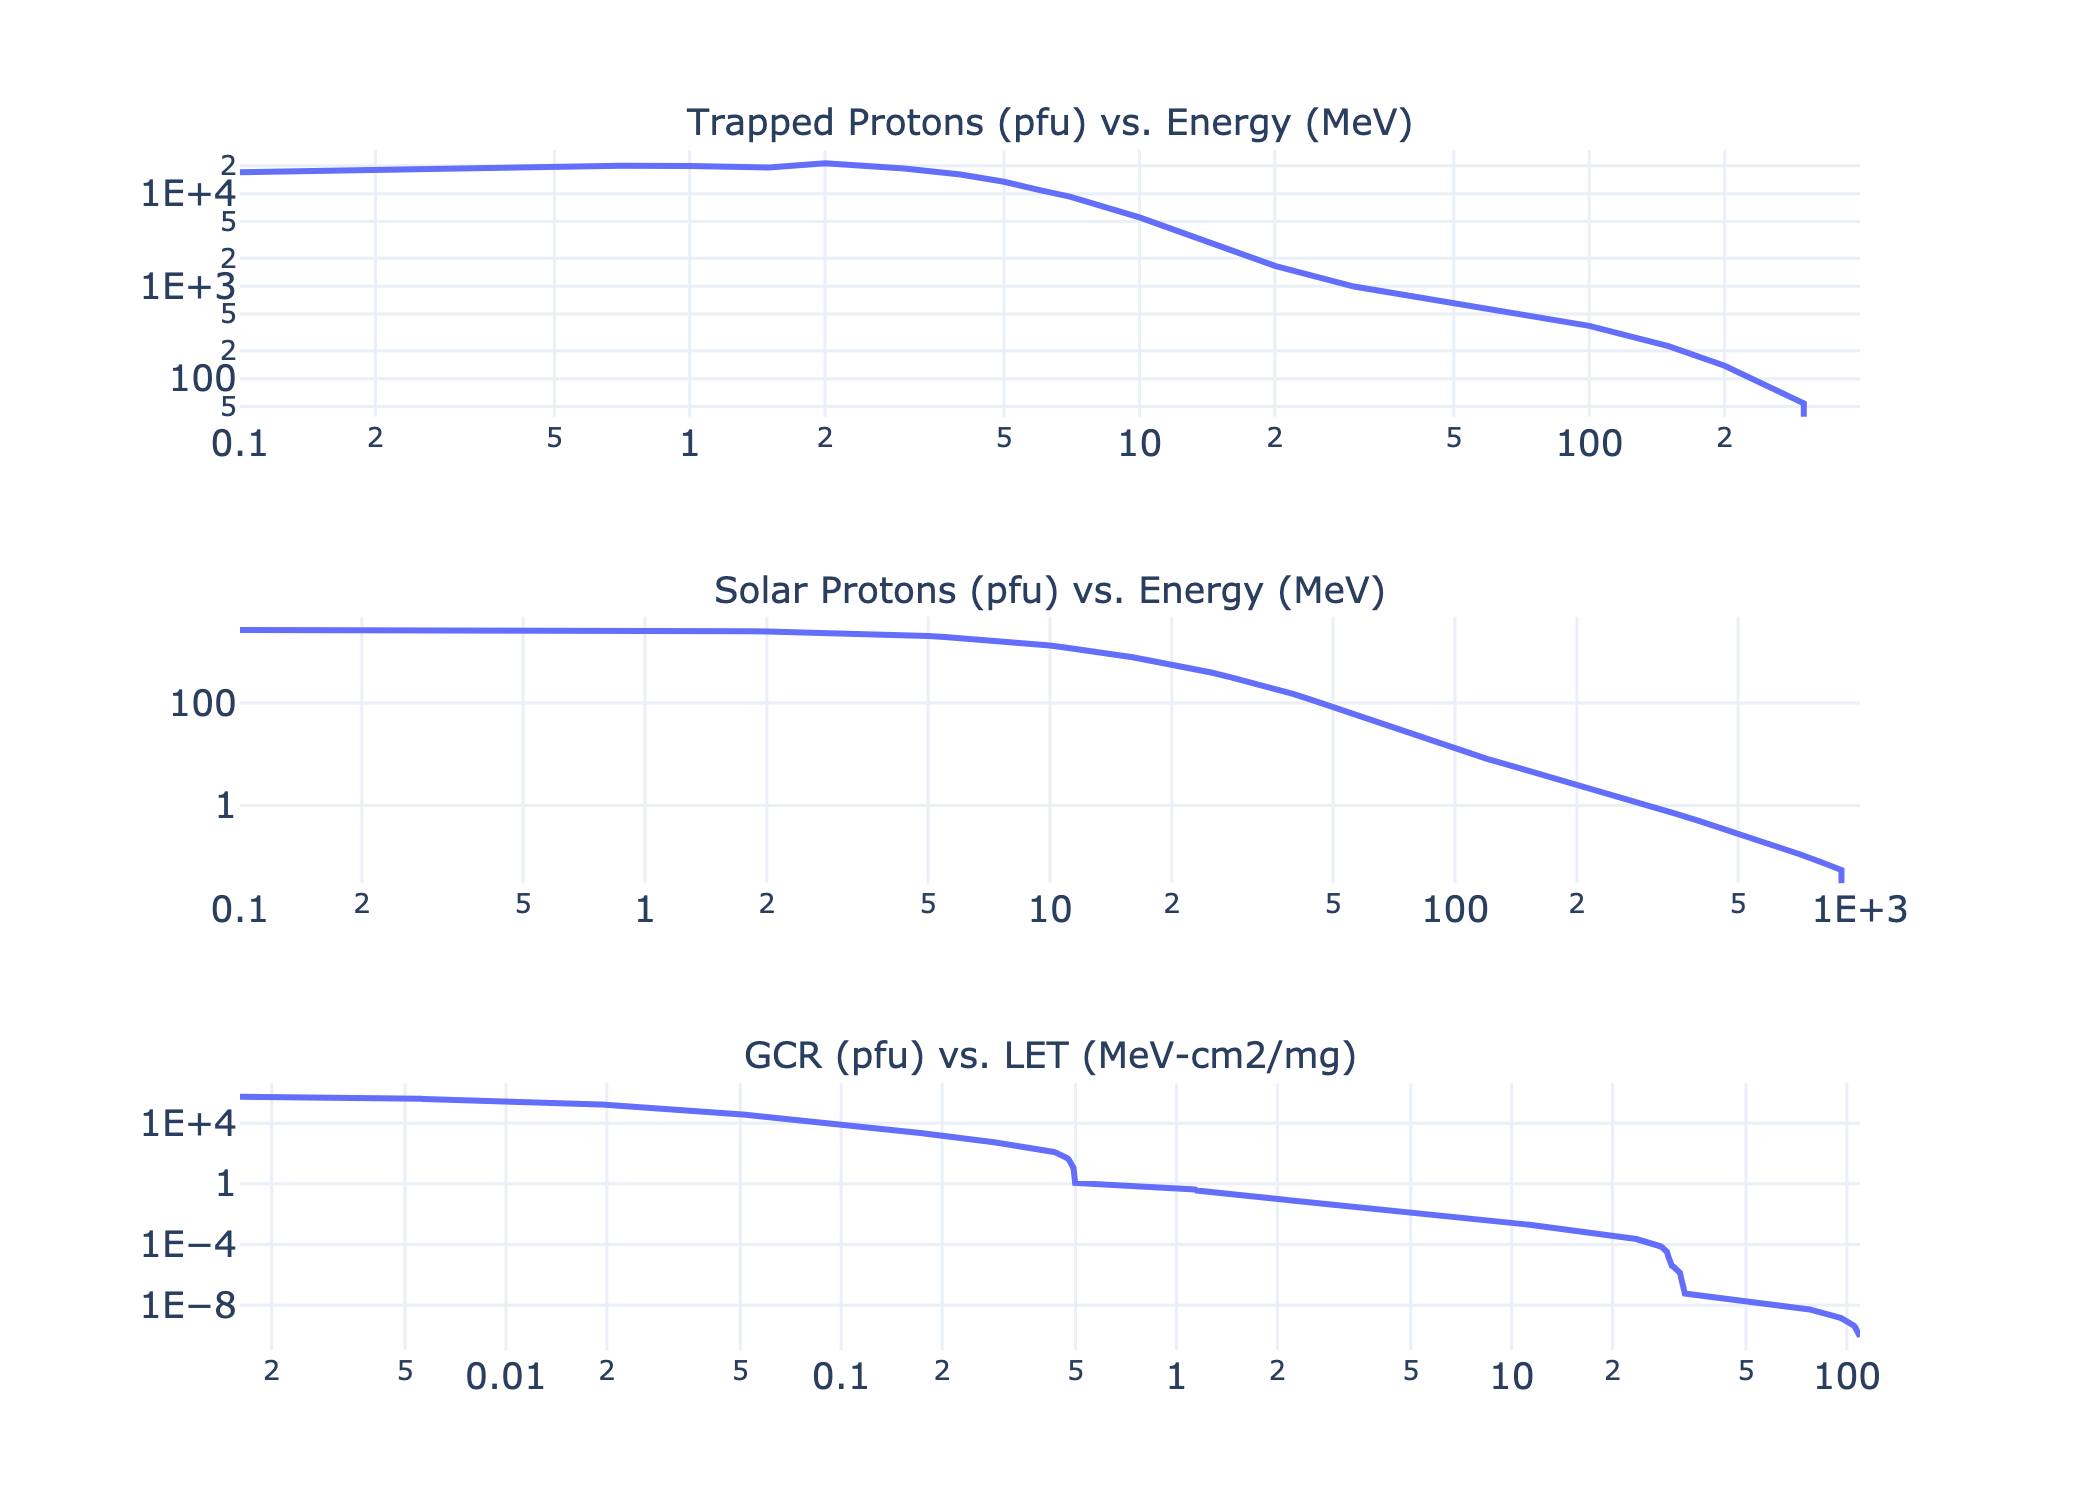 Trapped Protons (pfu) vs. Energy (MeV)
2
1E+4
5
2
1E+3
5
2
100
5
0.1 2 5 1 2 5 10 2 5 100 2
Solar Protons (pfu) vs. Energy (MeV)
100
1
0.1 2 5 1 2 5 10 2 5 100 2 5 1E+3
GCR (pfu) vs. LET (MeV-cm2/mg)
1E+4
1
1E−4
1E−8
2 5 0.01 2 5 0.1 2 5 1 2 5 10 2 5 100